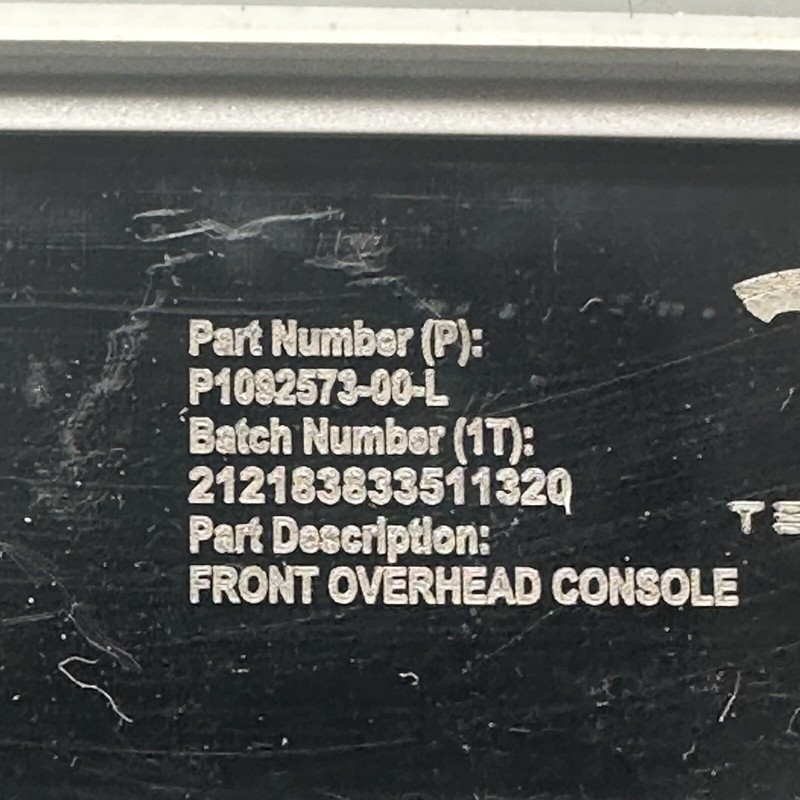 Part Number (P):
P1092573-00-L
Batch Number (1T):
212183833511320
Part Description:
FRONT OVERHEAD CONSOLE